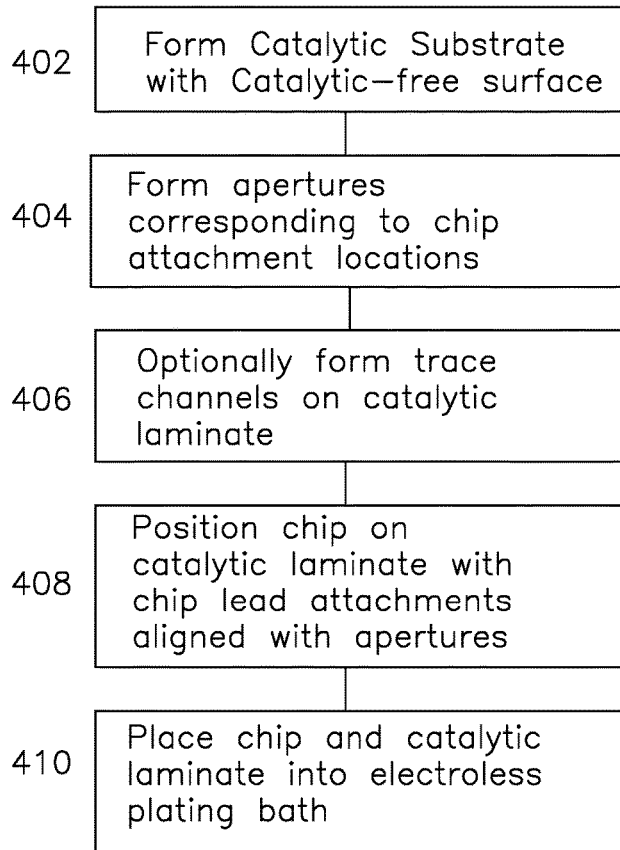 402
Form Catalytic Substrate
with Catalytic-free surface
404
Form apertures
corresponding to chip
attachment locations
406
Optionally form trace
channels on catalytic
laminate
408
Position chip on
catalytic laminate with
chip lead attachments
aligned with apertures
410
Place chip and catalytic
laminate into electroless
plating bath